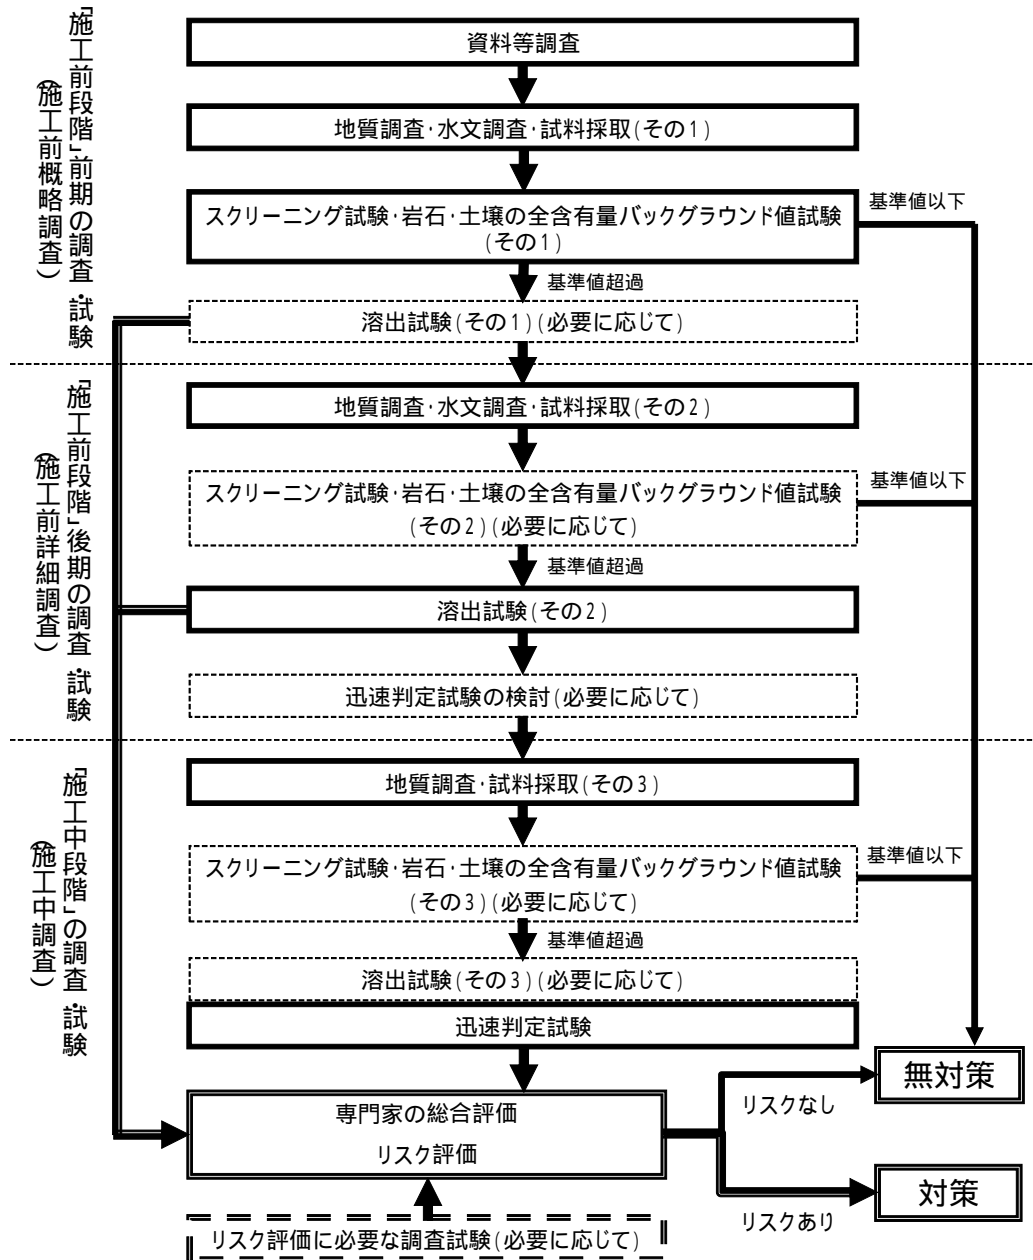 「施工前段階」前期の調査・試験
(施工前概略調査)
資料等調査
地質調査・水文調査・試料採取(その1)
スクリーニング試験・岩石・土壌の全含有量バックグラウンド値試験
(その1)
基準値以下
基準値超過
溶出試験(その1)(必要に応じて)
「施工前段階」後期の調査・試験
(施工前詳細調査)
地質調査・水文調査・試料採取(その2)
スクリーニング試験・岩石・土壌の全含有量バックグラウンド値試験
(その2)(必要に応じて)
基準値以下
基準値超過
溶出試験(その2)
迅速判定試験の検討(必要に応じて)
「施工中段階」の調査・試験
(施工中調査)
地質調査・試料採取(その3)
スクリーニング試験・岩石・土壌の全含有量バックグラウンド値試験
(その3)(必要に応じて)
基準値以下
基準値超過
溶出試験(その3)(必要に応じて)
迅速判定試験
専門家の総合評価
リスク評価
リスクなし
無対策
リスクあり
対策
リスク評価に必要な調査試験(必要に応じて)